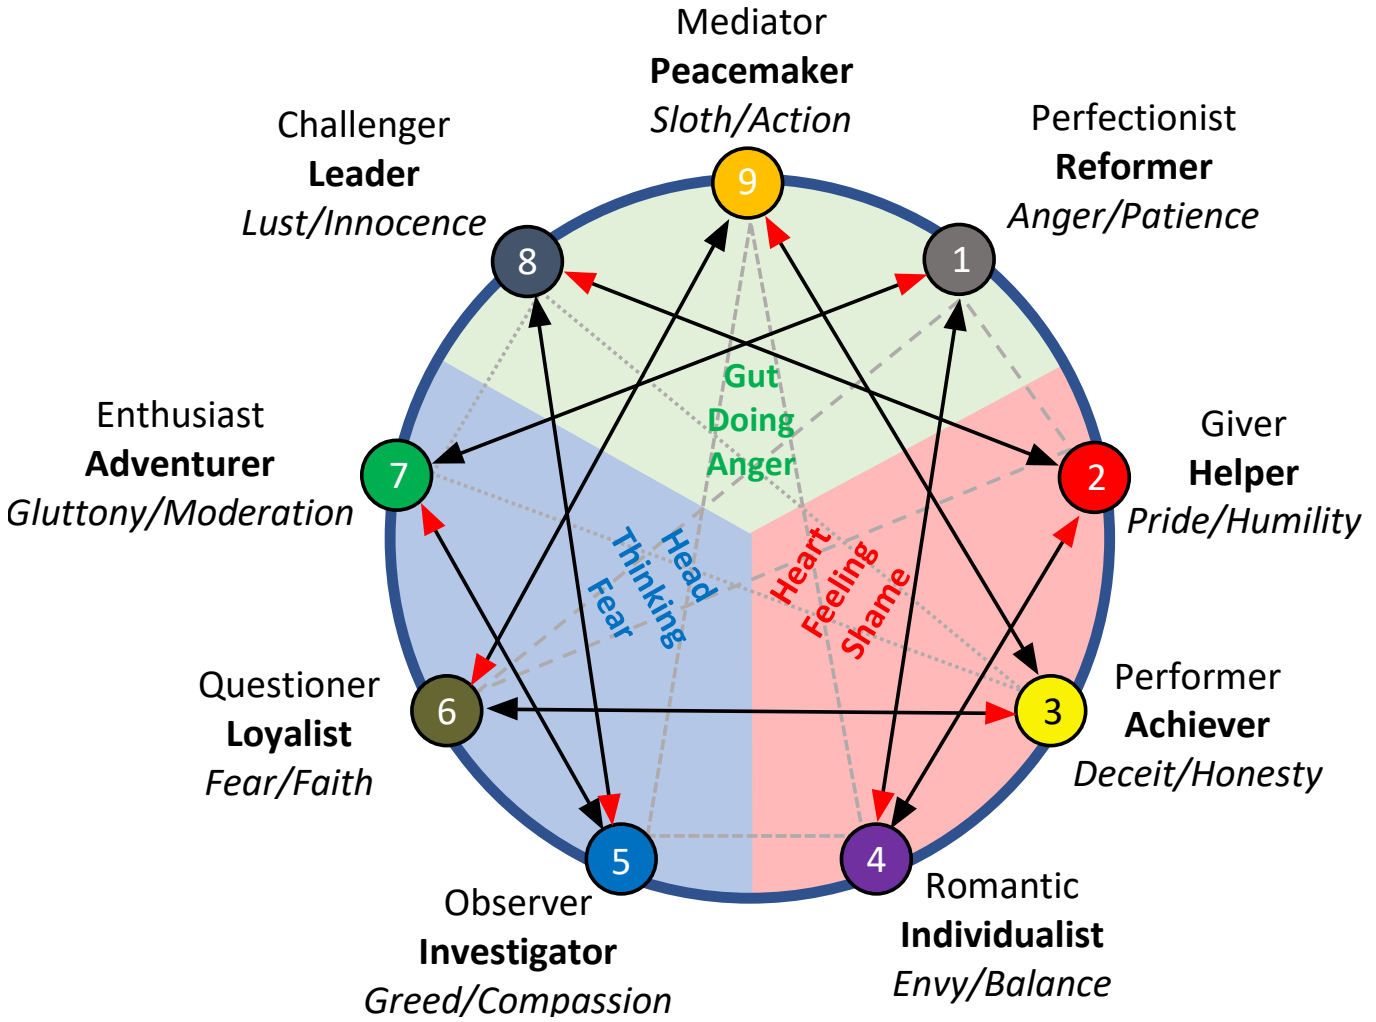 Mediator
Peacemaker
Sloth/Action
Challenger
Leader
Lust/Innocence
Perfectionist
Reformer
Anger/Patience
9
8
1
Gut
Doing
Anger
Enthusiast
Adventurer
Gluttony/Moderation
7
Giver
Helper
Pride/Humility
2
Head
Thinking
Fear
Heart
Feeling
Shame
Questioner
Loyalist
Fear/Faith
6
Performer
Achiever
Deceit/Honesty
3
5
4
Observer
Investigator
Greed/Compassion
Romantic
Individualist
Envy/Balance